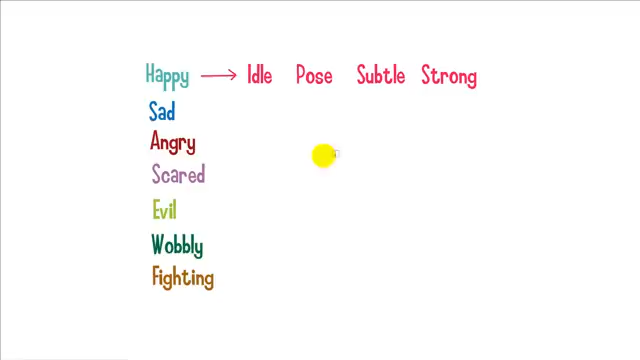 Happy → Idle Pose Subtle Strong
Sad
Angry
Scared
Evil
Wobbly
Fighting